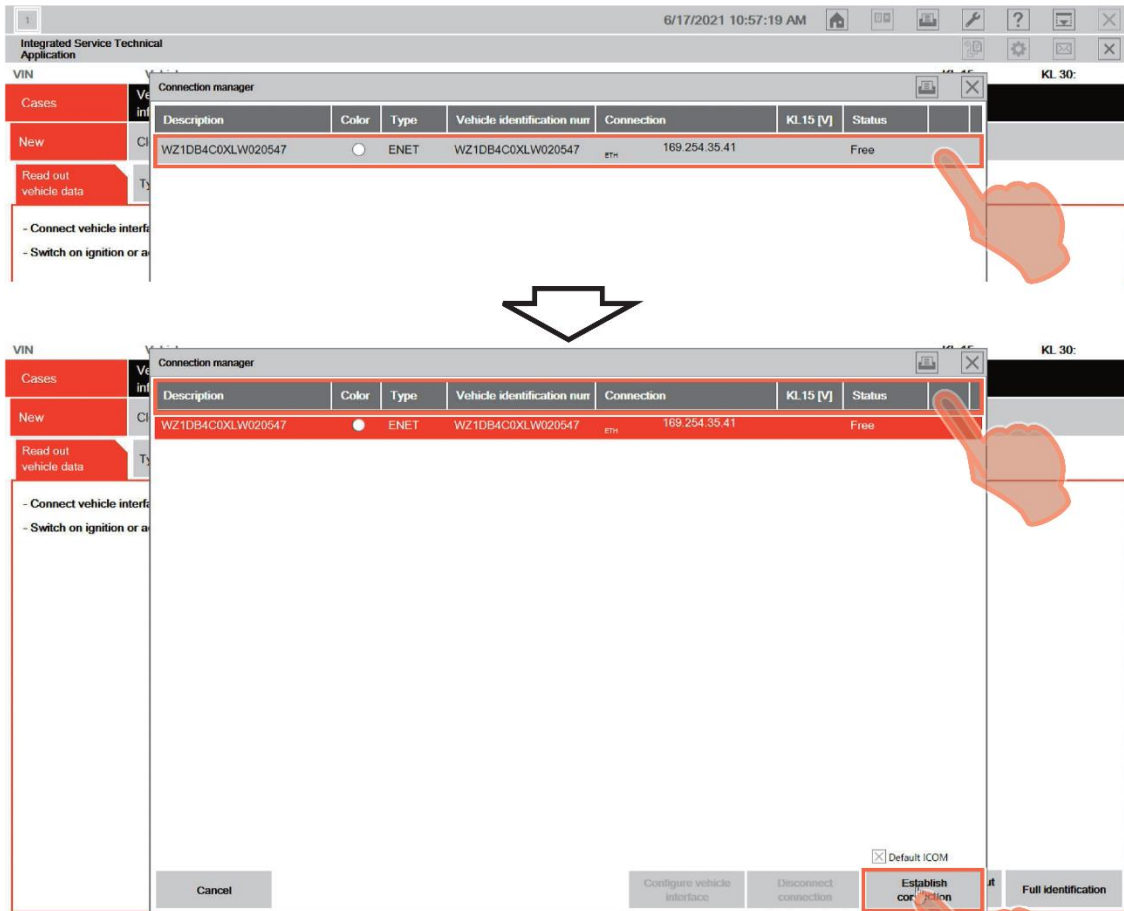 1
6/17/2021 10:57:19 AM
?
Integrated Service Technical
Application
VIN
KL 30:
Cases
Connection manager
New
Description Color Type Vehicle identification num Connection KL15 [V] Status
WZ1DB4C0XLW020547 ENET WZ1DB4C0XLW020547 ETH 169.254.35.41 Free
Read out
vehicle data
- Connect vehicle interfa
- Switch on ignition or a
VIN
KL 30:
Cases
Connection manager
New
Description Color Type Vehicle identification num Connection KL15 [V] Status
WZ1DB4C0XLW020547 ENET WZ1DB4C0XLW020547 ETH 169.254.35.41 Free
Read out
vehicle data
- Connect vehicle interfa
- Switch on ignition or a
Default ICOM
Cancel
Configure vehicle
interface
Disconnect
connection
Establish
connection
Full identification